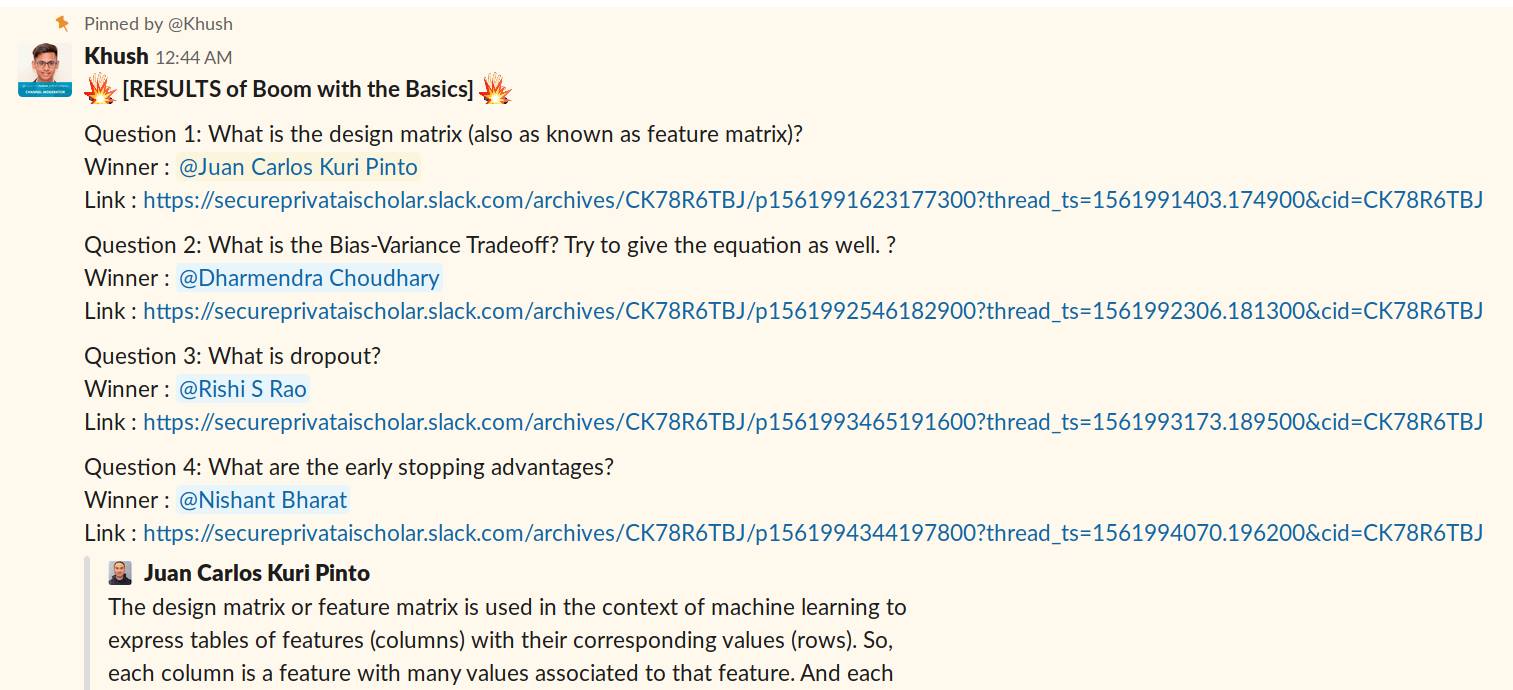 Pinned by @Khush
Khush 12:44 AM
[RESULTS of Boom with the Basics]
Question 1: What is the design matrix (also as known as feature matrix)?
Winner : @Juan Carlos Kuri Pinto
Link : https://secureprivataischolar.slack.com/archives/CK78R6TBJ/p1561991623177300?thread_ts=1561991403.174900&cid=CK78R6TBJ
Question 2: What is the Bias-Variance Tradeoff? Try to give the equation as well. ?
Winner : @Dharmendra Choudhary
Link : https://secureprivataischolar.slack.com/archives/CK78R6TBJ/p1561992546182900?thread_ts=1561992306.181300&cid=CK78R6TBJ
Question 3: What is dropout?
Winner : @Rishi S Rao
Link : https://secureprivataischolar.slack.com/archives/CK78R6TBJ/p1561993465191600?thread_ts=1561993173.189500&cid=CK78R6TBJ
Question 4: What are the early stopping advantages?
Winner : @Nishant Bharat
Link : https://secureprivataischolar.slack.com/archives/CK78R6TBJ/p1561994344197800?thread_ts=1561994070.196200&cid=CK78R6TBJ
Juan Carlos Kuri Pinto
The design matrix or feature matrix is used in the context of machine learning to
express tables of features (columns) with their corresponding values (rows). So,
each column is a feature with many values associated to that feature. And each